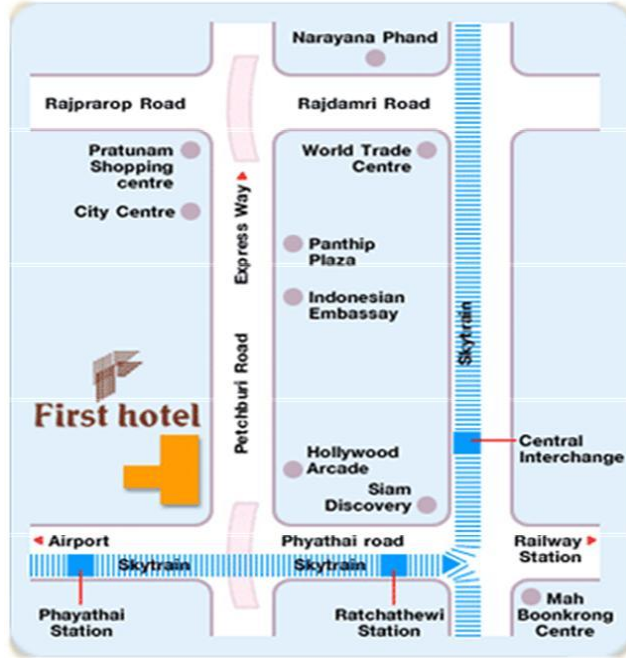 Narayana Phand
Rajprarop Road
Rajdamri Road
Pratunam
Shopping
centre
World Trade
Centre
City Centre
Express Way
Panthip
Plaza
Indonesian
Embassay
Skytrain
Petchburi Road
First hotel
Central
Interchange
Hollywood
Arcade
Siam
Discovery
Airport
Phyathai road
Railway
Station
Skytrain
Skytrain
Phayathai
Station
Ratchathewi
Station
Mah
Boonkrong
Centre